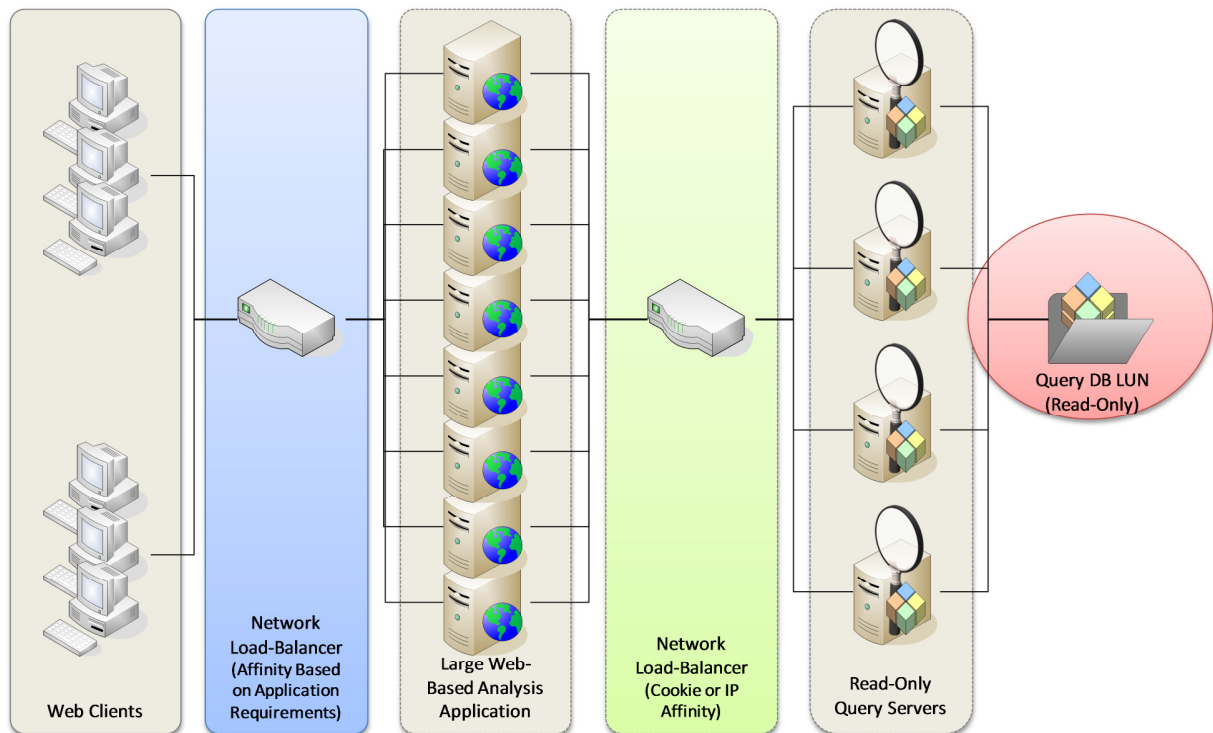 Web Clients
Network
Load-Balancer
(Affinity Based
on Application
Requirements)
Large Web-
Based Analysis
Application
Network
Load-Balancer
(Cookie or IP
Affinity)
Read-Only
Query Servers
Query DB LUN
(Read-Only)